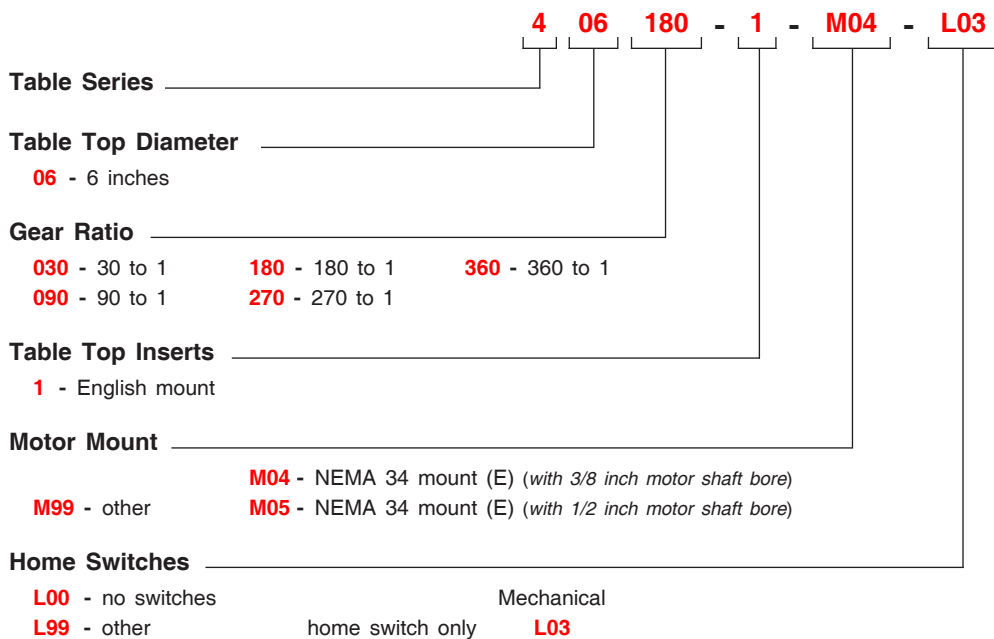 4 06 180 - 1 - M04 - L03
Table Series
Table Top Diameter
06 - 6 inches
Gear Ratio
030 - 30 to 1 180 - 180 to 1 360 - 360 to 1
090 - 90 to 1 270 - 270 to 1
Table Top Inserts
1 - English mount
Motor Mount
M04 - NEMA 34 mount (E) (with 3/8 inch motor shaft bore)
M99 - other M05 - NEMA 34 mount (E) (with 1/2 inch motor shaft bore)
Home Switches
L00 - no switches Mechanical
L99 - other home switch only L03